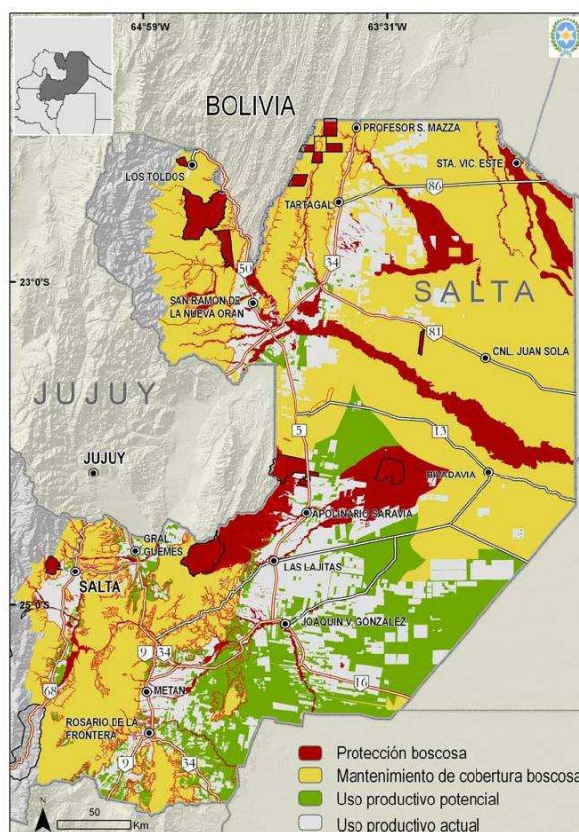 64°59'W
63°31'W
BOLIVIA
PROFESOR S. MAZZA
STA. VIC. ESTE
LOS TOLDOS
86
TARTAGAL
34
50
23°0'S
SALTA
SAN RAMON DE
LA NUEVA ORAN
81
CNL. JUAN SOLA
JUJUY
5
13
JUJUY
RIVADAVIA
APOLINARIO SARAVIA
GRAL
GUEMES
LAS LAJITAS
SALTA
25°0'S
JOAQUIN V. GONZALEZ
9
34
16
68
METAN
ROSARIO DE LA
FRONTERA
9
34
Protección boscosa
Mantenimiento de cobertura boscosa
Uso productivo potencial
Uso productivo actual
N
50
Km